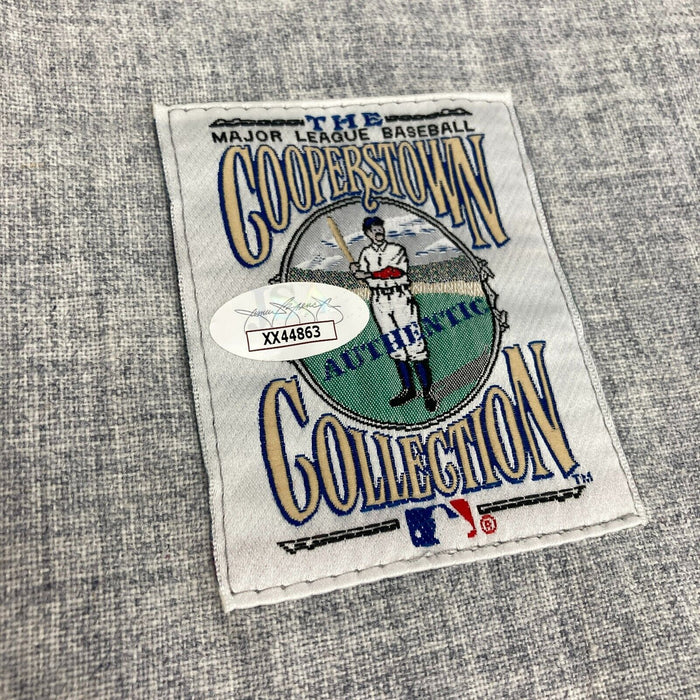 THE
MAJOR LEAGUE BASEBALL
COOPERSTOWN
XX44863
AUTHENTIC
COLLECTION
TM
®